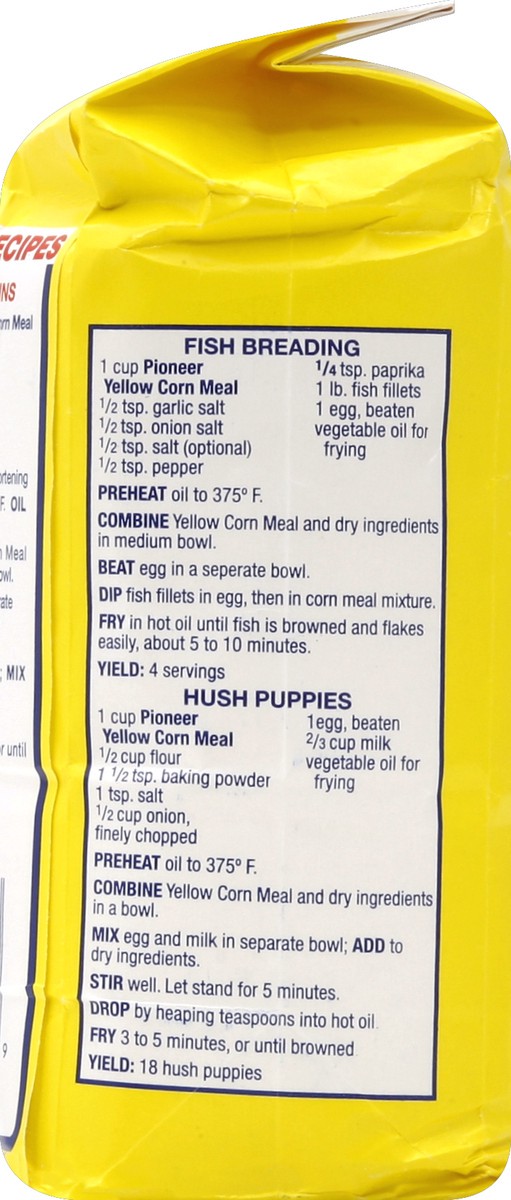 ECIPES
NS
rn Meal
rtening
F. OIL
Meal
owl.
ate
; MIX
r until
9
FISH BREADING
1 cup Pioneer
Yellow Corn Meal
1/2 tsp. garlic salt
1/2 tsp. onion salt
1/2 tsp. salt (optional)
1/2 tsp. pepper
1/4 tsp. paprika
1 lb. fish fillets
1 egg, beaten
vegetable oil for
frying
PREHEAT oil to 375° F.
COMBINE Yellow Corn Meal and dry ingredients
in medium bowl.
BEAT egg in a seperate bowl.
DIP fish fillets in egg, then in corn meal mixture.
FRY in hot oil until fish is browned and flakes
easily, about 5 to 10 minutes.
YIELD: 4 servings
HUSH PUPPIES
1 cup Pioneer
Yellow Corn Meal
1/2 cup flour
1 1/2 tsp. baking powder
1 tsp. salt
1/2 cup onion,
finely chopped
1egg, beaten
2/3 cup milk
vegetable oil for
frying
PREHEAT oil to 375° F.
COMBINE Yellow Corn Meal and dry ingredients
in a bowl.
MIX egg and milk in separate bowl; ADD to
dry ingredients.
STIR well. Let stand for 5 minutes.
DROP by heaping teaspoons into hot oil.
FRY 3 to 5 minutes, or until browned.
YIELD: 18 hush puppies